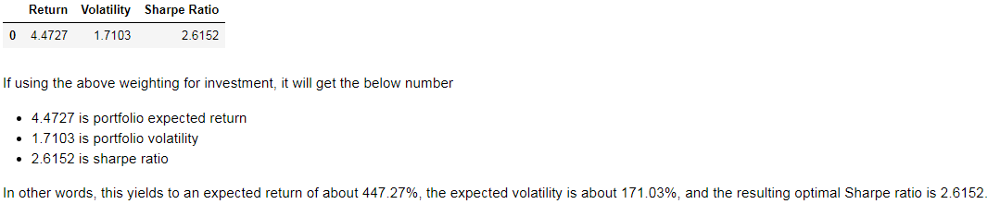 Return Volatility Sharpe Ratio
0 4.4727 1.7103 2.6152
If using the above weighting for investment, it will get the below number
• 4.4727 is portfolio expected return
• 1.7103 is portfolio volatility
• 2.6152 is sharpe ratio
In other words, this yields to an expected return of about 447.27%, the expected volatility is about 171.03%, and the resulting optimal Sharpe ratio is 2.6152.